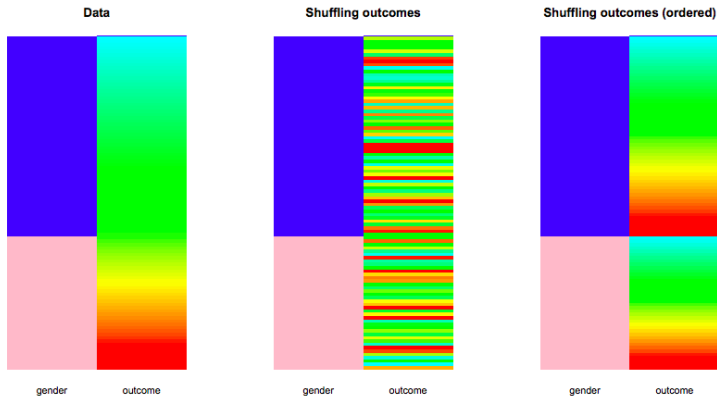 Data
Shuffling outcomes
Shuffling outcomes (ordered)
gender
outcome
gender
outcome
gender
outcome